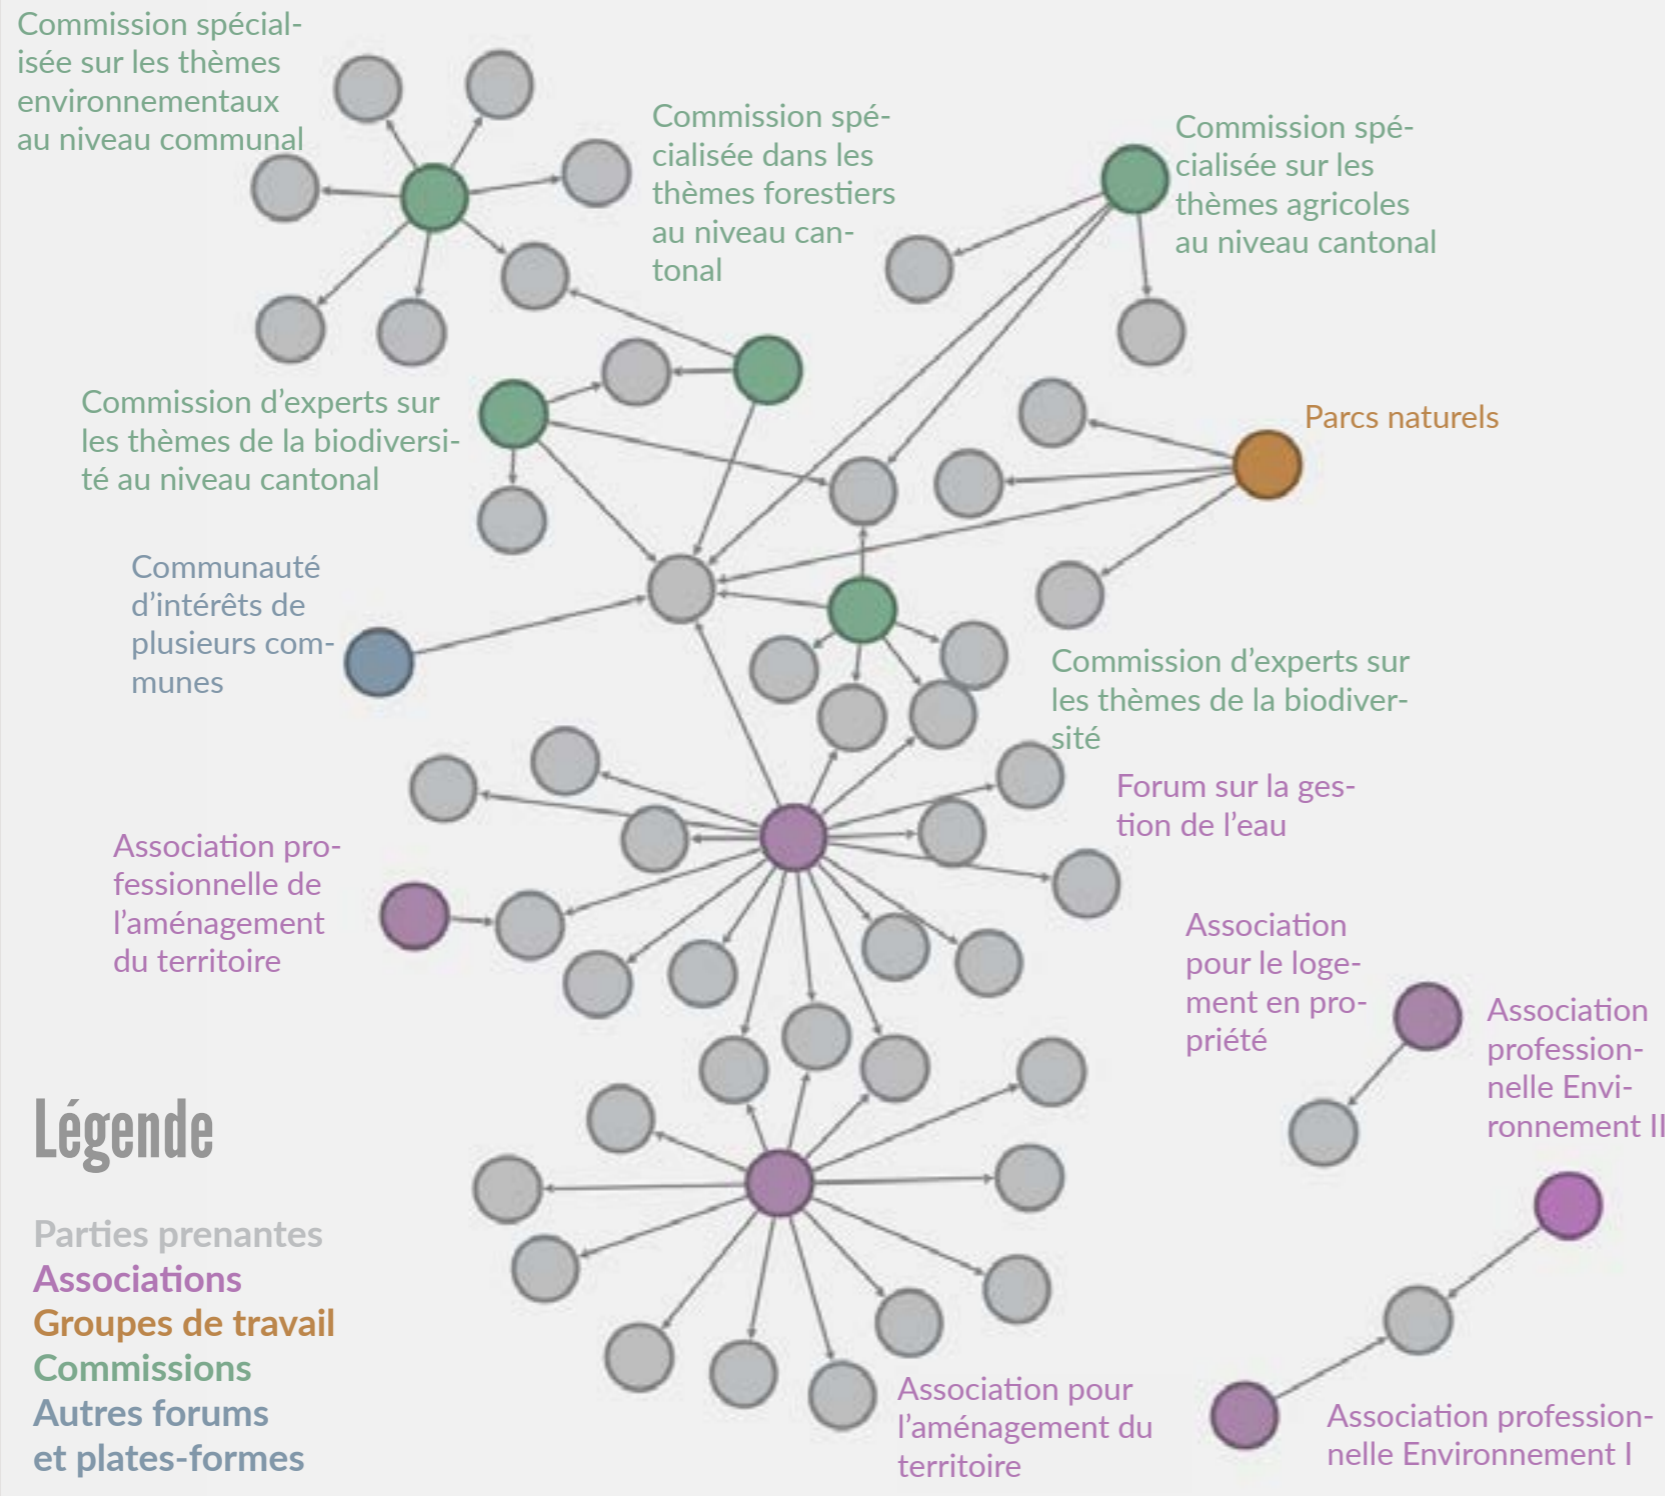 Commission spécial-
isée sur les thèmes
environnementaux
au niveau communal
Commission spé-
cialisée dans les
thèmes forestiers
au niveau can-
tonal
Commission spé-
cialisée sur les
thèmes agricoles
au niveau cantonal
Commission d’experts sur
les thèmes de la biodiversi-
té au niveau cantonal
Parcs naturels
Communauté
d’intérêts de
plusieurs com-
munes
Commission d’experts sur
les thèmes de la biodiver-
sité
Forum sur la ges-
tion de l’eau
Association pro-
fessionnelle de
l’aménagement
du territoire
Association
pour le loge-
ment en pro-
priété
Association
profession-
nelle Envi-
ronnement II
Légende
Parties prenantes
Associations
Groupes de travail
Commissions
Autres forums
et plates-formes
Association pour
l’aménagement du
territoire
Association profession-
nelle Environnement I